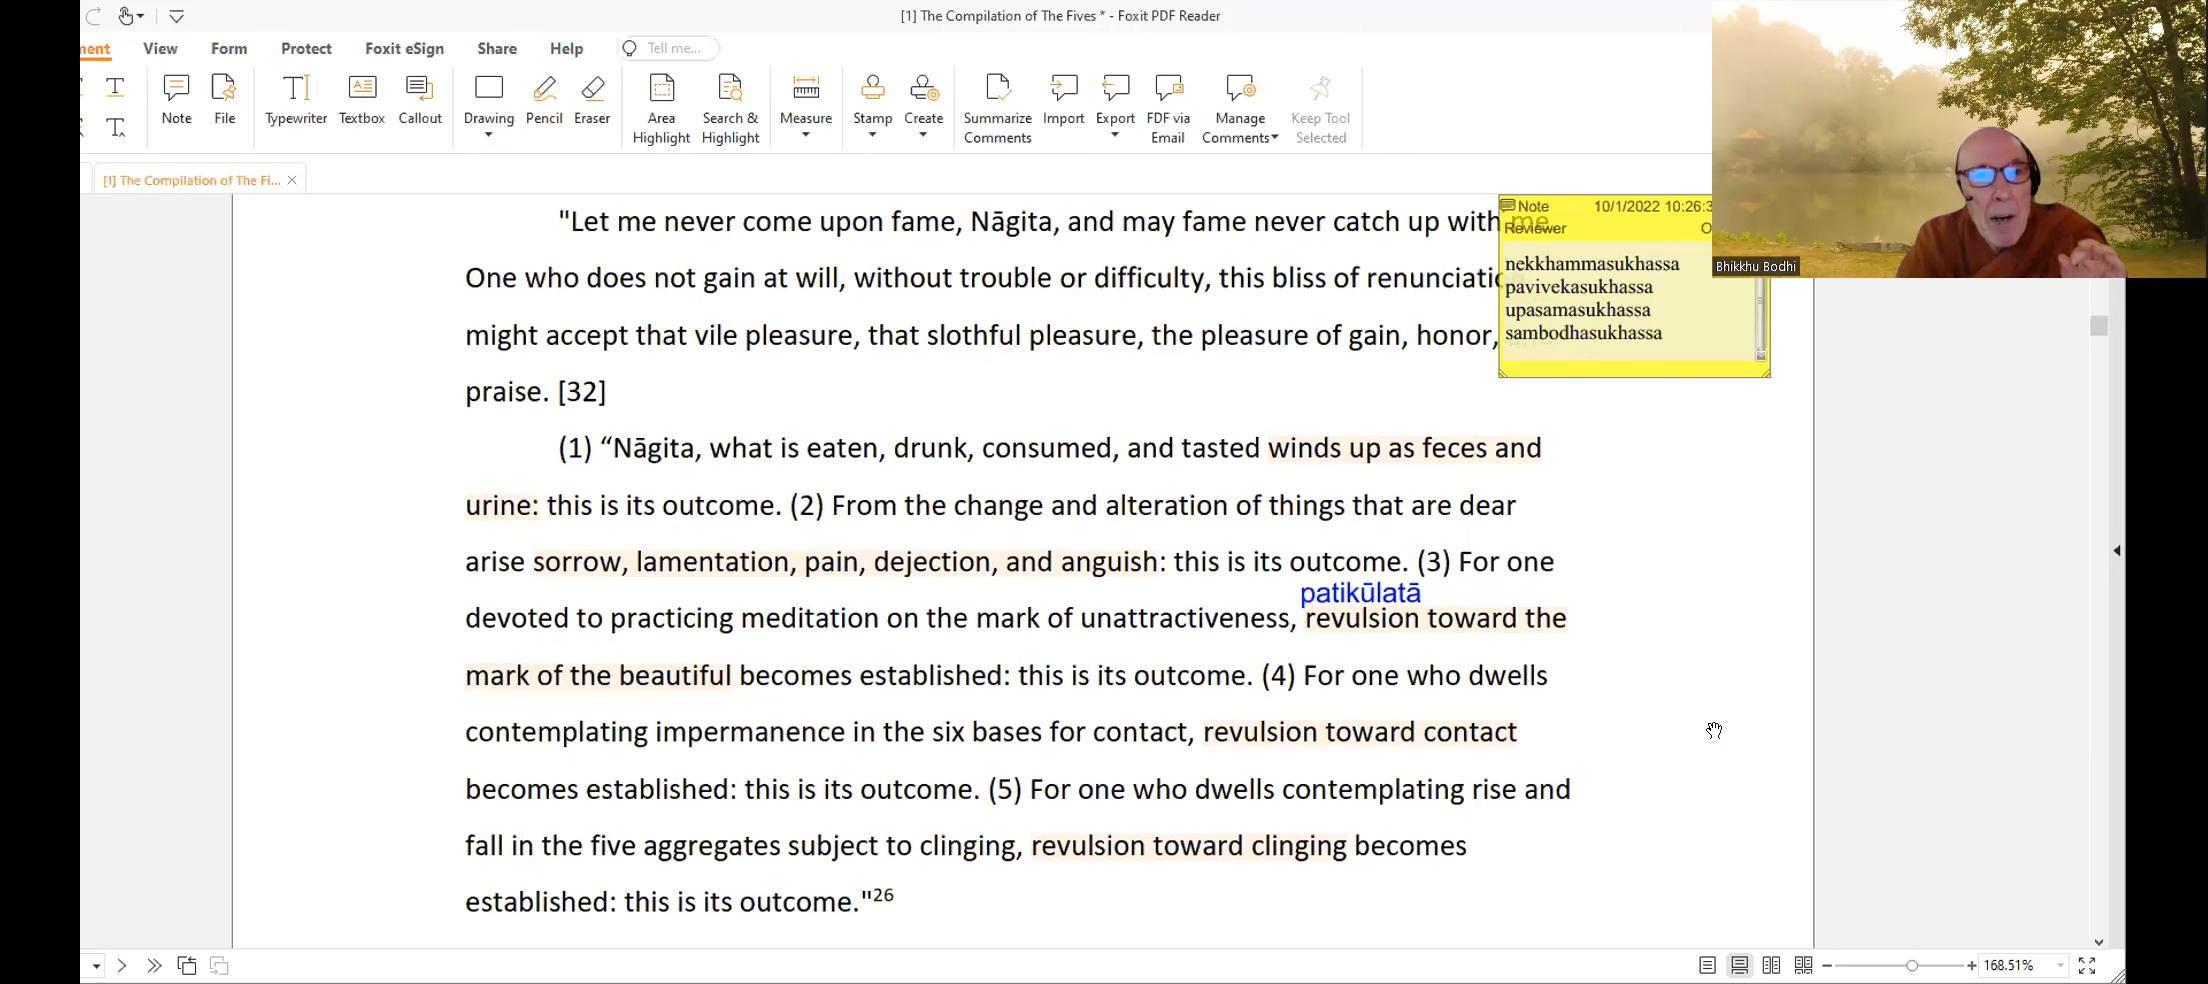 [1] The Compilation of The Fives * - Foxit PDF Reader
ment View Form Protect Foxit eSign Share Help Tell me...
Note File Typewriter Textbox Callout Drawing Pencil Eraser Area Highlight Search & Highlight Measure Stamp Create Summarize Comments Import Export FDF via Email Manage Comments Keep Tool Selected
[1] The Compilation of The Fi...
"Let me never come upon fame, Nāgita, and may fame never catch up with me
One who does not gain at will, without trouble or difficulty, this bliss of renunciatio
might accept that vile pleasure, that slothful pleasure, the pleasure of gain, honor,
praise. [32]
(1) “Nāgita, what is eaten, drunk, consumed, and tasted winds up as feces and
urine: this is its outcome. (2) From the change and alteration of things that are dear
arise sorrow, lamentation, pain, dejection, and anguish: this is its outcome. (3) For one
patikūlatā
devoted to practicing meditation on the mark of unattractiveness, revulsion toward the
mark of the beautiful becomes established: this is its outcome. (4) For one who dwells
contemplating impermanence in the six bases for contact, revulsion toward contact
becomes established: this is its outcome. (5) For one who dwells contemplating rise and
fall in the five aggregates subject to clinging, revulsion toward clinging becomes
established: this is its outcome."26
Note 10/1/2022 10:26:3
Reviewer O
nekkhammasukhassa
pavivekasukhassa
upasamasukhassa
sambodhasukhassa
Bhikkhu Bodhi
168.51%